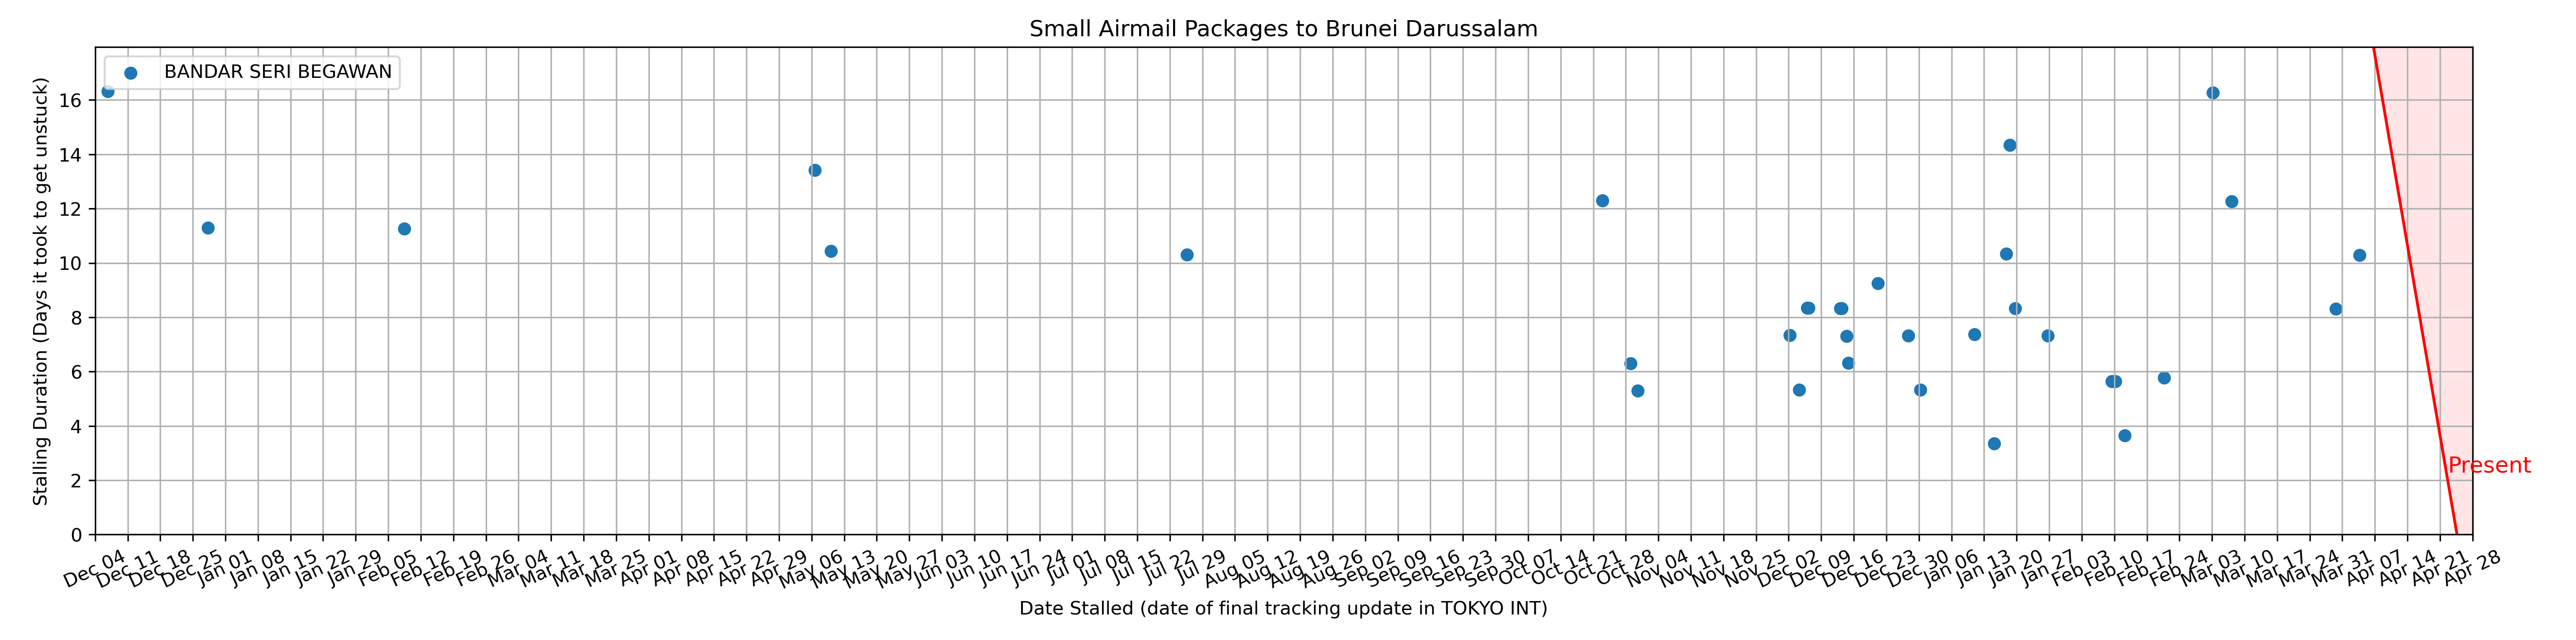 Small Airmail Packages to Brunei Darussalam
BANDAR SERI BEGAWAN
Stalling Duration (Days it took to get unstuck)
16
14
12
10
8
6
4
2
0
Present
Dec 04 Dec 11 Dec 18 Dec 25 Jan 01 Jan 08 Jan 15 Jan 22 Jan 29 Feb 05 Feb 12 Feb 19 Feb 26 Mar 04 Mar 11 Mar 18 Mar 25 Apr 01 Apr 08 Apr 15 Apr 22 Apr 29 May 06 May 13 May 20 May 27 Jun 03 Jun 10 Jun 17 Jun 24 Jul 01 Jul 08 Jul 15 Jul 22 Jul 29 Aug 05 Aug 12 Aug 19 Aug 26 Sep 02 Sep 09 Sep 16 Sep 23 Sep 30 Oct 07 Oct 14 Oct 21 Oct 28 Nov 04 Nov 11 Nov 18 Nov 25 Dec 02 Dec 09 Dec 16 Dec 23 Dec 30 Jan 06 Jan 13 Jan 20 Jan 27 Feb 03 Feb 10 Feb 17 Feb 24 Mar 03 Mar 10 Mar 17 Mar 24 Mar 31 Apr 07 Apr 14 Apr 21 Apr 28
Date Stalled (date of final tracking update in TOKYO INT)